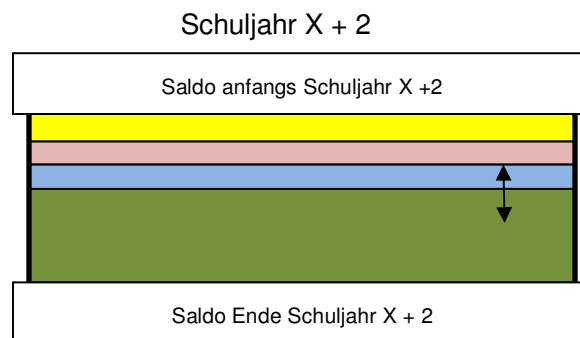 Schuljahr X + 2
Saldo anfangs Schuljahr X +2
Saldo Ende Schuljahr X + 2